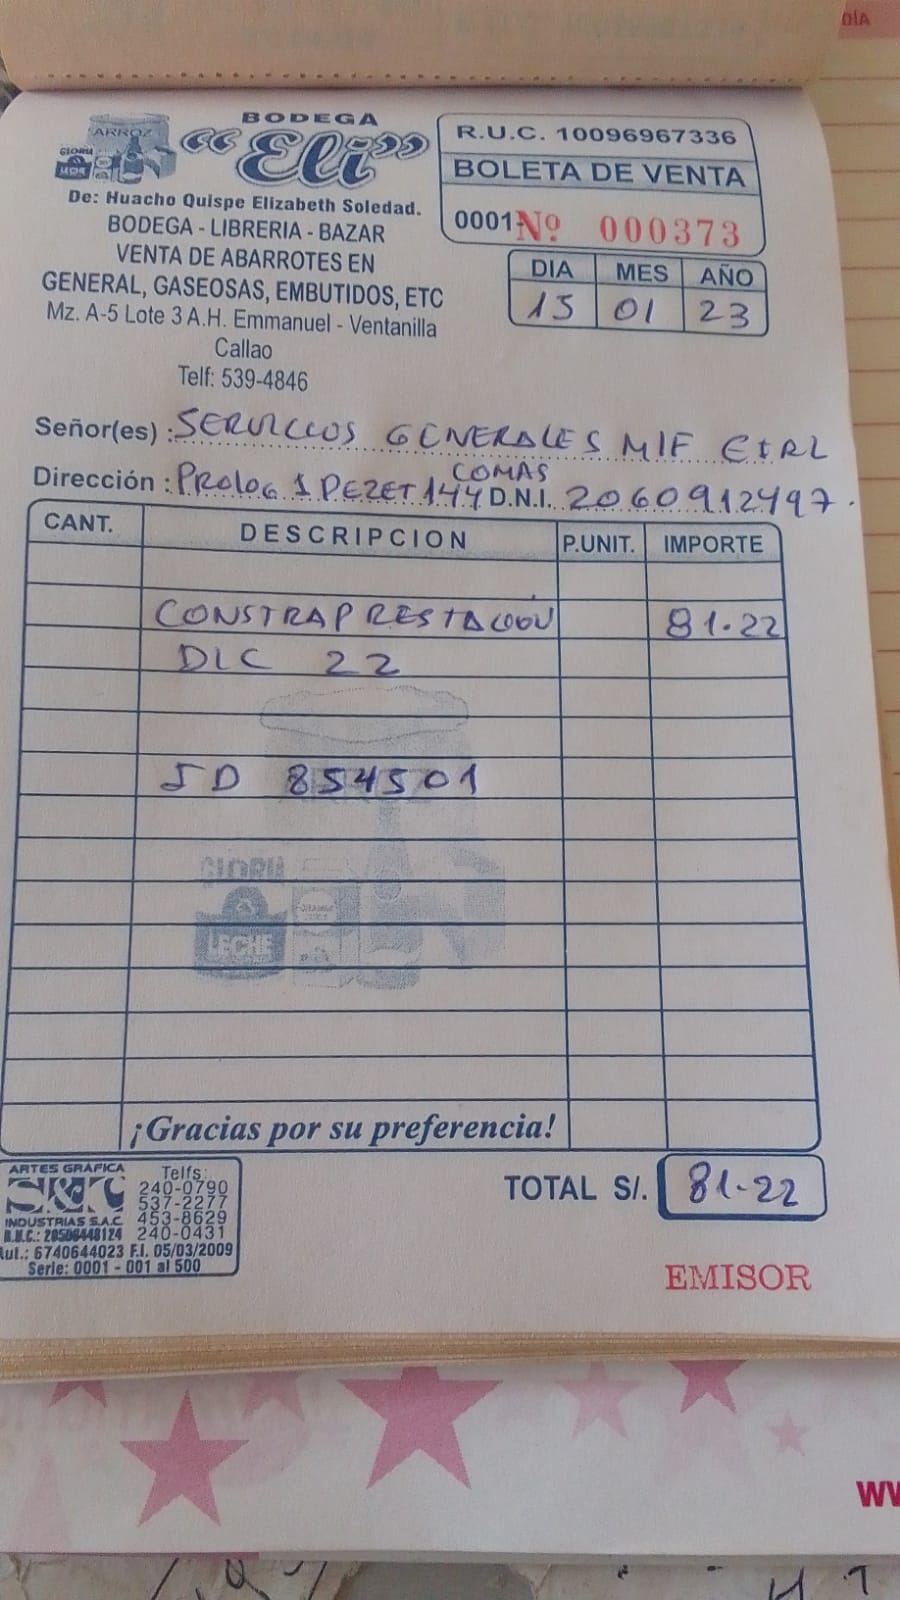 DÍA
ARROZ
GLORIA
LECHE
BODEGA
“Eli”
De: Huacho Quispe Elizabeth Soledad.
BODEGA - LIBRERIA - BAZAR
VENTA DE ABARROTES EN
GENERAL, GASEOSAS, EMBUTIDOS, ETC
Mz. A-5 Lote 3 A.H. Emmanuel - Ventanilla
Callao
Telf: 539-4846
R.U.C. 10096967336
BOLETA DE VENTA
0001- Nº 000373
DIA MES AÑO
15 01 23
Señor(es) : SERVICIOS GENERALES MIF EIRL
COMAS
Dirección : PROLOG 1 PEZET 144 D.N.I. 20609912497.
CANT. DESCRIPCION P.UNIT. IMPORTE
CONSTRAPRESTACION 81.22
DIC 22
SD 854501
GLORIA
LECHE
¡Gracias por su preferencia!
TOTAL S/. 81-22
ARTES GRAFICA
S&K
INDUSTRIAS S.A.C.
R.U.C.: 20506448124
Telfs:
240-0790
537-2277
453-8629
240-0431
Aut.: 6740644023 F.I. 05/03/2009
Serie: 0001 - 001 al 500
EMISOR